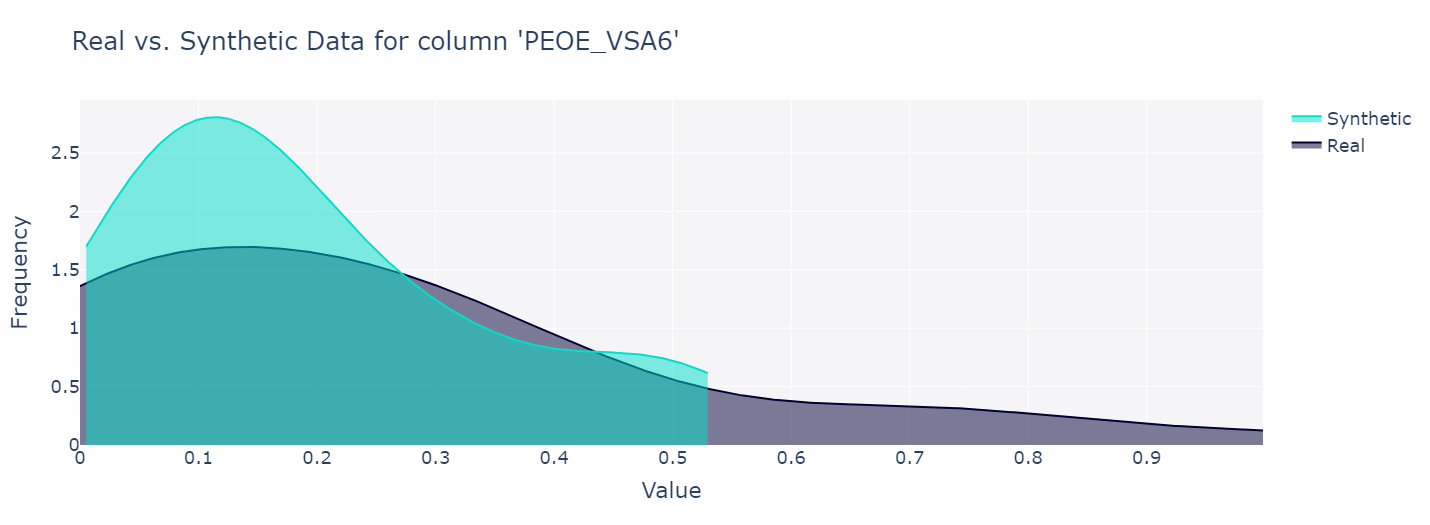 Real vs. Synthetic Data for column 'PEOE_VSA6'
Synthetic
Real
Frequency
2.5
2
1.5
1
0.5
0
0 0.1 0.2 0.3 0.4 0.5 0.6 0.7 0.8 0.9
Value